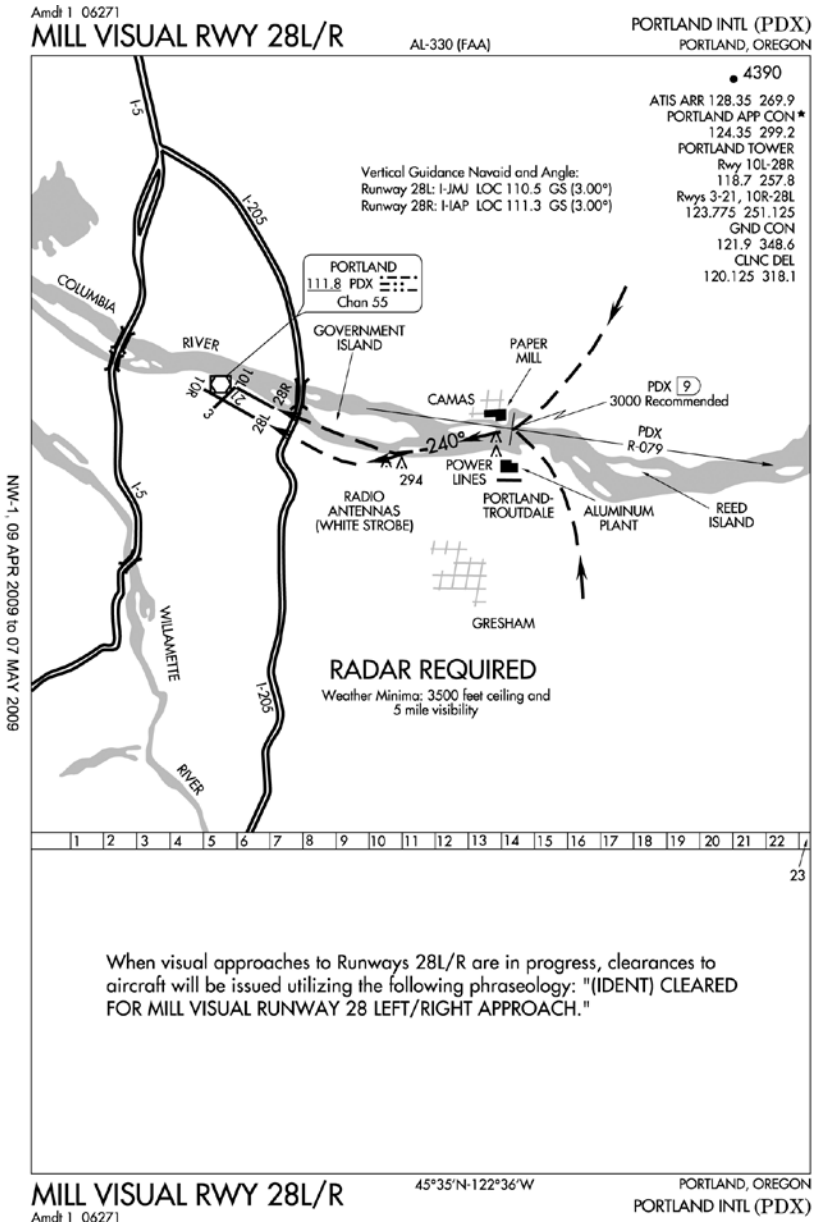 Amdt 1 06271
MILL VISUAL RWY 28L/R
AL-330 (FAA)
PORTLAND INTL (PDX)
PORTLAND, OREGON
4390
ATIS ARR 128.35 269.9
PORTLAND APP CON★
124.35 299.2
PORTLAND TOWER
Rwy 10L-28R
118.7 257.8
Rwys 3-21, 10R-28L
123.775 251.125
GND CON
121.9 348.6
CLNC DEL
120.125 318.1
I-5
I-205
Vertical Guidance Navaid and Angle:
Runway 28L: I-JMJ LOC 110.5 GS (3.00°)
Runway 28R: I-IAP LOC 111.3 GS (3.00°)
PORTLAND
111.8 PDX
Chan 55
COLUMBIA
RIVER
GOVERNMENT
ISLAND
PAPER
MILL
CAMAS
PDX 9
3000 Recommended
PDX
R-079
10R
10L
21
3
28R
28L
240°
294
RADIO
ANTENNAS
(WHITE STROBE)
POWER
LINES
PORTLAND-
TROUTDALE
ALUMINUM
PLANT
REED
ISLAND
I-5
GRESHAM
WILLAMETTE
RIVER
I-205
RADAR REQUIRED
Weather Minima: 3500 feet ceiling and
5 mile visibility
NW-1, 09 APR 2009 to 07 MAY 2009
1 2 3 4 5 6 7 8 9 10 11 12 13 14 15 16 17 18 19 20 21 22
23
When visual approaches to Runways 28L/R are in progress, clearances to
aircraft will be issued utilizing the following phraseology: "(IDENT) CLEARED
FOR MILL VISUAL RUNWAY 28 LEFT/RIGHT APPROACH."
MILL VISUAL RWY 28L/R
Amdt 1 06271
45°35'N-122°36'W
PORTLAND, OREGON
PORTLAND INTL (PDX)